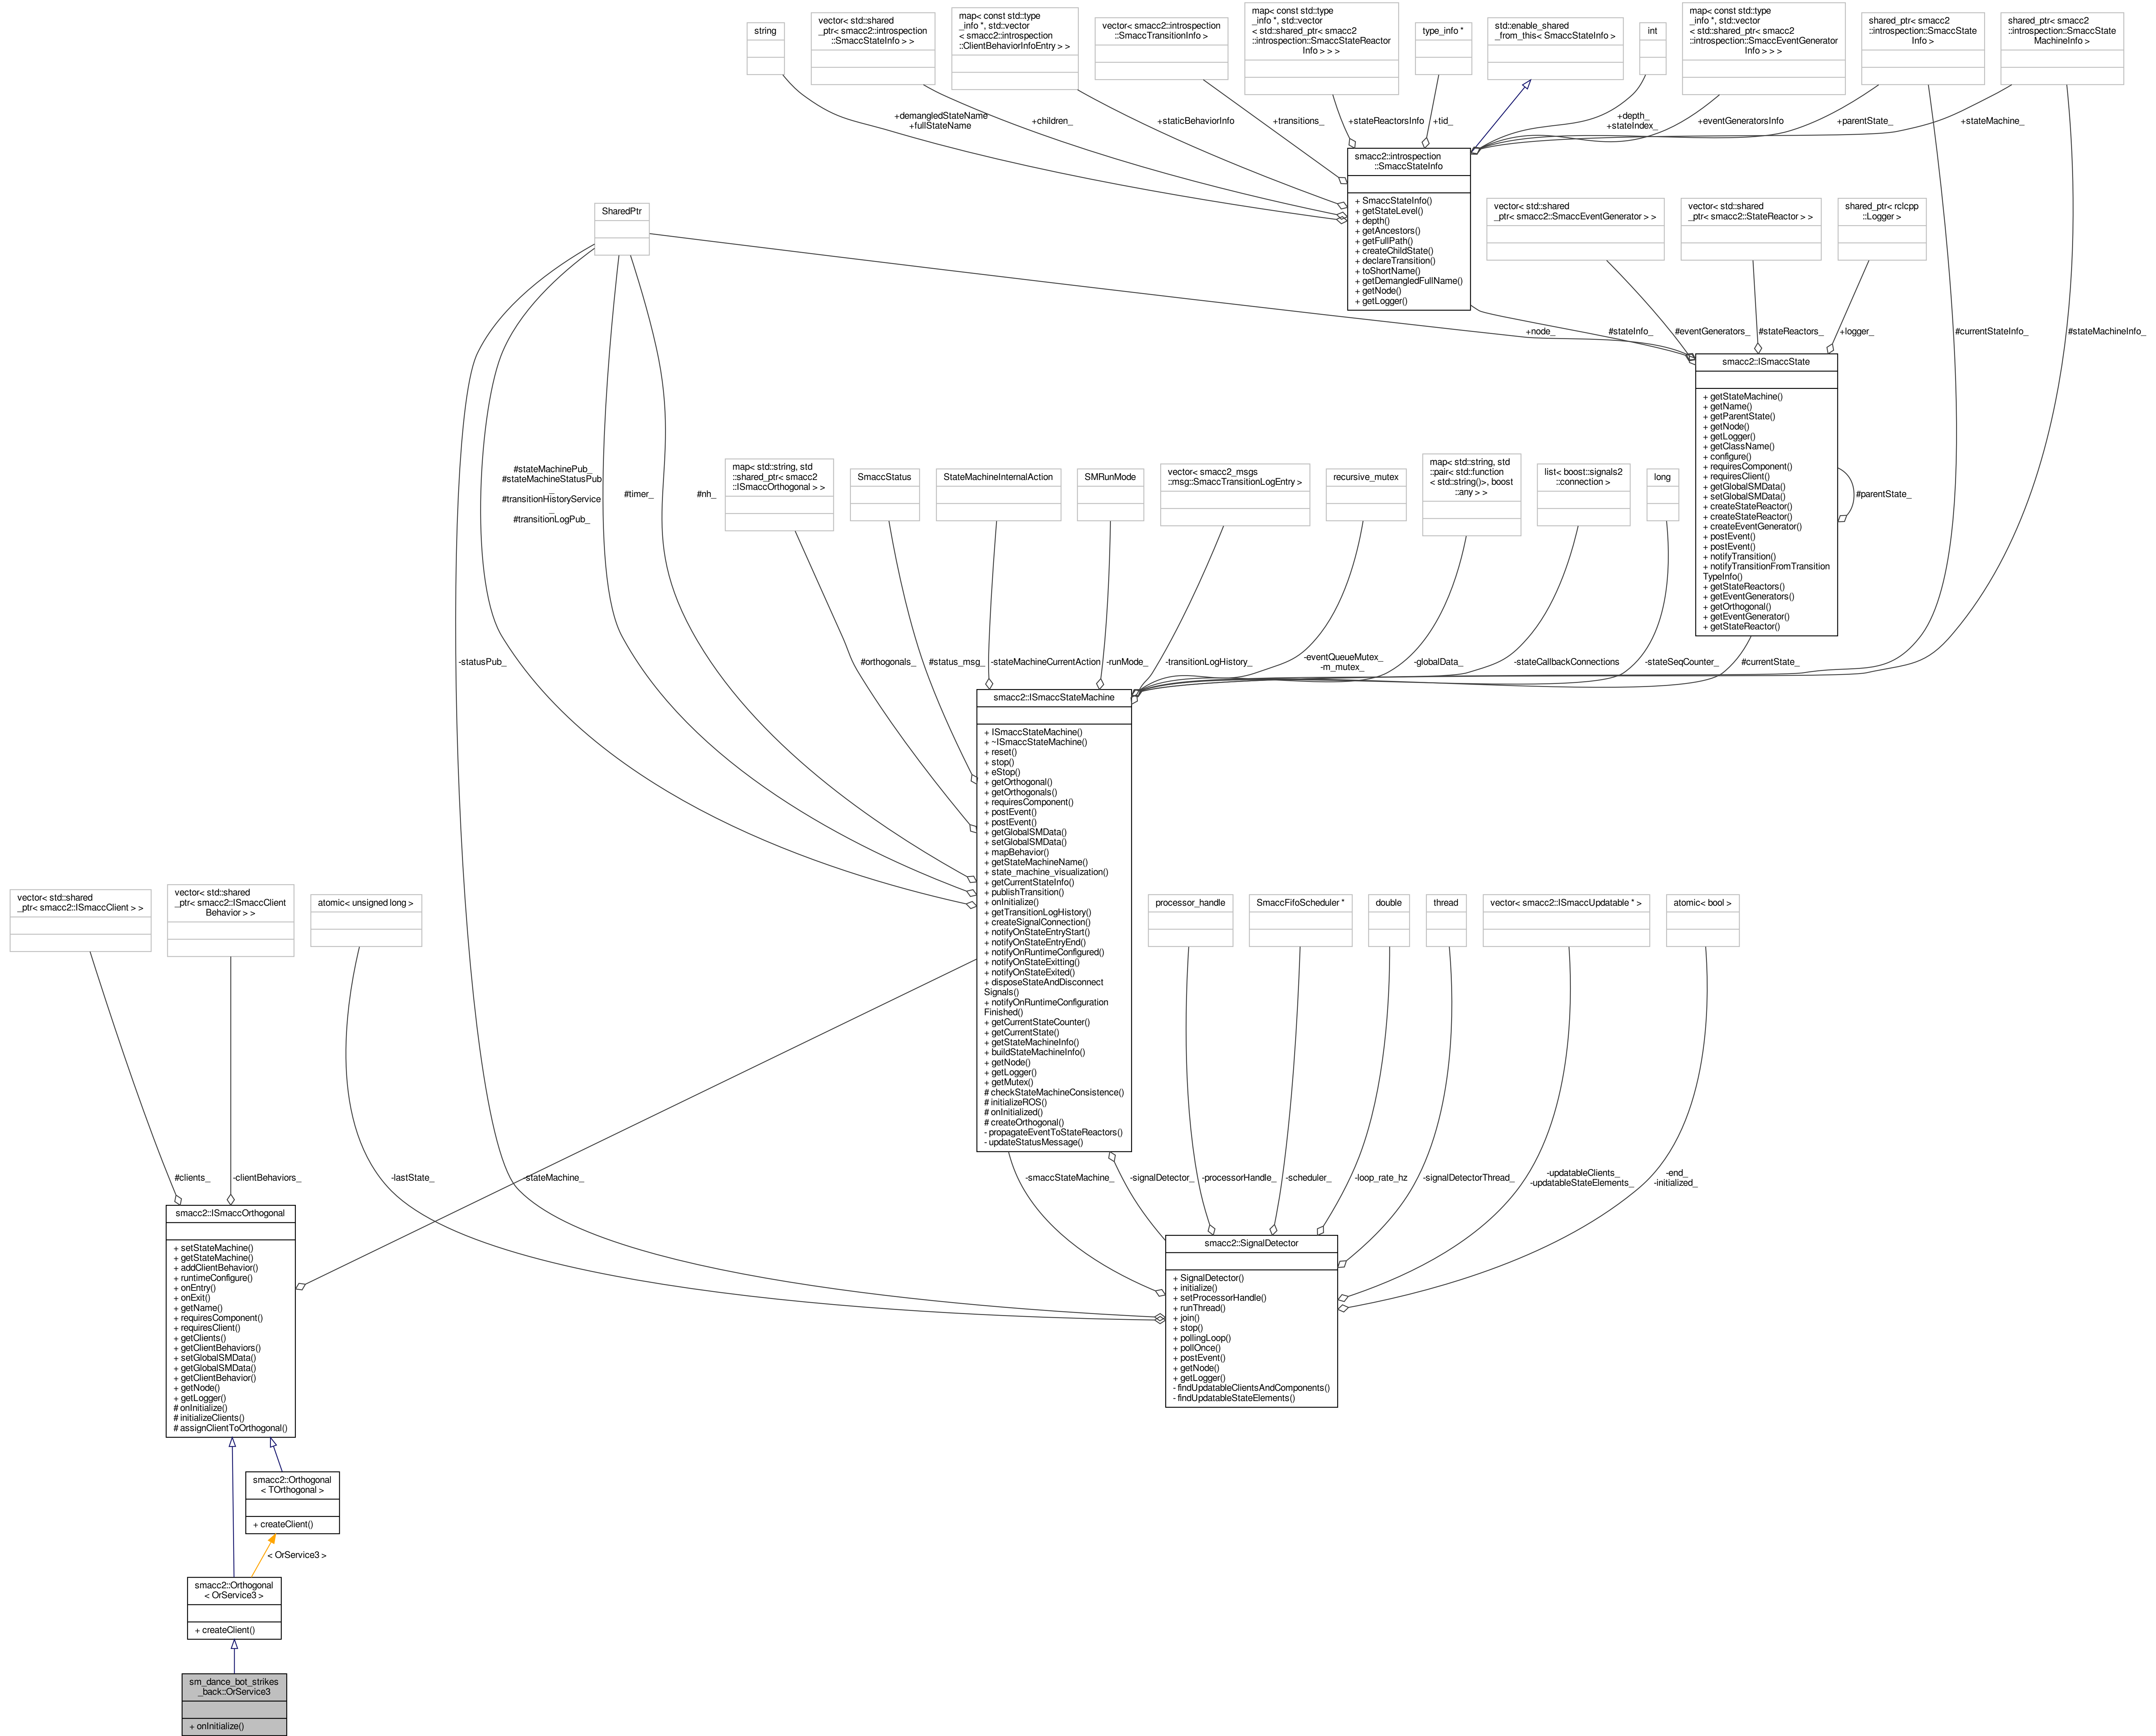 string
vector< std::shared
_ptr< smacc2::introspection
::SmaccStateInfo > >
map< const std::type
_info *, std::vector
< smacc2::introspection
::ClientBehaviorInfoEntry > >
vector< smacc2::introspection
::SmaccTransitionInfo >
map< const std::type
_info *, std::vector
< std::shared_ptr< smacc2
::introspection::SmaccStateReactor
Info > > >
type_info *
std::enable_shared
_from_this< SmaccStateInfo >
int
map< const std::type
_info *, std::vector
< std::shared_ptr< smacc2
::introspection::SmaccEventGenerator
Info > > >
shared_ptr< smacc2
::introspection::SmaccState
Info >
shared_ptr< smacc2
::introspection::SmaccState
MachineInfo >
+demangledStateName
+fullStateName
+children_
+staticBehaviorInfo
+transitions_
+stateReactorsInfo
+tid_
+depth_
+stateIndex_
+eventGeneratorsInfo
+parentState_
+stateMachine_
smacc2::introspection
::SmaccStateInfo
+ SmaccStateInfo()
+ getStateLevel()
+ depth()
+ getAncestors()
+ getFullPath()
+ createChildState()
+ declareTransition()
+ toShortName()
+ getDemangledFullName()
+ getNode()
+ getLogger()
SharedPtr
vector< std::shared
_ptr< smacc2::SmaccEventGenerator > >
vector< std::shared
_ptr< smacc2::StateReactor > >
shared_ptr< rclcpp
::Logger >
+node_
#stateInfo_
#eventGenerators_
#stateReactors_
+logger_
#currentStateInfo_
#stateMachineInfo_
smacc2::ISmaccState
+ getStateMachine()
+ getName()
+ getParentState()
+ getNode()
+ getLogger()
+ getClassName()
+ configure()
+ requiresComponent()
+ requiresClient()
+ getGlobalSMData()
+ setGlobalSMData()
+ createStateReactor()
+ createStateReactor()
+ createEventGenerator()
+ postEvent()
+ postEvent()
+ notifyTransition()
+ notifyTransitionFromTransition
TypeInfo()
+ getStateReactors()
+ getEventGenerators()
+ getOrthogonal()
+ getEventGenerator()
+ getStateReactor()
#parentState_
#stateMachinePub_
#stateMachineStatusPub
_
#transitionHistoryService
_
#transitionLogPub_
#timer_
#nh_
map< std::string, std
::shared_ptr< smacc2
::ISmaccOrthogonal > >
SmaccStatus
StateMachineInternalAction
SMRunMode
vector< smacc2_msgs
::msg::SmaccTransitionLogEntry >
recursive_mutex
map< std::string, std
::pair< std::function
< std::string()>, boost
::any > >
list< boost::signals2
::connection >
long
-statusPub_
#orthogonals_
#status_msg_
-stateMachineCurrentAction
-runMode_
-transitionLogHistory_
-eventQueueMutex_
-m_mutex_
-globalData_
-stateCallbackConnections
-stateSeqCounter_
#currentState_
smacc2::ISmaccStateMachine
+ ISmaccStateMachine()
+ ~ISmaccStateMachine()
+ reset()
+ stop()
+ eStop()
+ getOrthogonal()
+ getOrthogonals()
+ requiresComponent()
+ postEvent()
+ postEvent()
+ getGlobalSMData()
+ setGlobalSMData()
+ mapBehavior()
+ getStateMachineName()
+ state_machine_visualization()
+ getCurrentStateInfo()
+ publishTransition()
+ onInitialize()
+ getTransitionLogHistory()
+ createSignalConnection()
+ notifyOnStateEntryStart()
+ notifyOnStateEntryEnd()
+ notifyOnRuntimeConfigured()
+ notifyOnStateExitting()
+ notifyOnStateExited()
+ disposeStateAndDisconnect
Signals()
+ notifyOnRuntimeConfiguration
Finished()
+ getCurrentStateCounter()
+ getCurrentState()
+ getStateMachineInfo()
+ buildStateMachineInfo()
+ getNode()
+ getLogger()
+ getMutex()
# checkStateMachineConsistence()
# initializeROS()
# onInitialized()
# createOrthogonal()
- propagateEventToStateReactors()
- updateStatusMessage()
vector< std::shared
_ptr< smacc2::ISmaccClient > >
vector< std::shared
_ptr< smacc2::ISmaccClient
Behavior > >
atomic< unsigned long >
processor_handle
SmaccFifoScheduler *
double
thread
vector< smacc2::ISmaccUpdatable * >
atomic< bool >
#clients_
-clientBehaviors_
-lastState_
-stateMachine_
-smaccStateMachine_
-signalDetector_
-processorHandle_
-scheduler_
-loop_rate_hz
-signalDetectorThread_
-updatableClients_
-updatableStateElements_
-end_
-initialized_
smacc2::ISmaccOrthogonal
+ setStateMachine()
+ getStateMachine()
+ addClientBehavior()
+ runtimeConfigure()
+ onEntry()
+ onExit()
+ getName()
+ requiresComponent()
+ requiresClient()
+ getClients()
+ getClientBehaviors()
+ setGlobalSMData()
+ getGlobalSMData()
+ getClientBehavior()
+ getNode()
+ getLogger()
# onInitialize()
# initializeClients()
# assignClientToOrthogonal()
smacc2::SignalDetector
+ SignalDetector()
+ initialize()
+ setProcessorHandle()
+ runThread()
+ join()
+ stop()
+ pollingLoop()
+ pollOnce()
+ postEvent()
+ getNode()
+ getLogger()
- findUpdatableClientsAndComponents()
- findUpdatableStateElements()
smacc2::Orthogonal
< TOrthogonal >
+ createClient()
< OrService3 >
smacc2::Orthogonal
< OrService3 >
+ createClient()
sm_dance_bot_strikes
_back::OrService3
+ onInitialize()